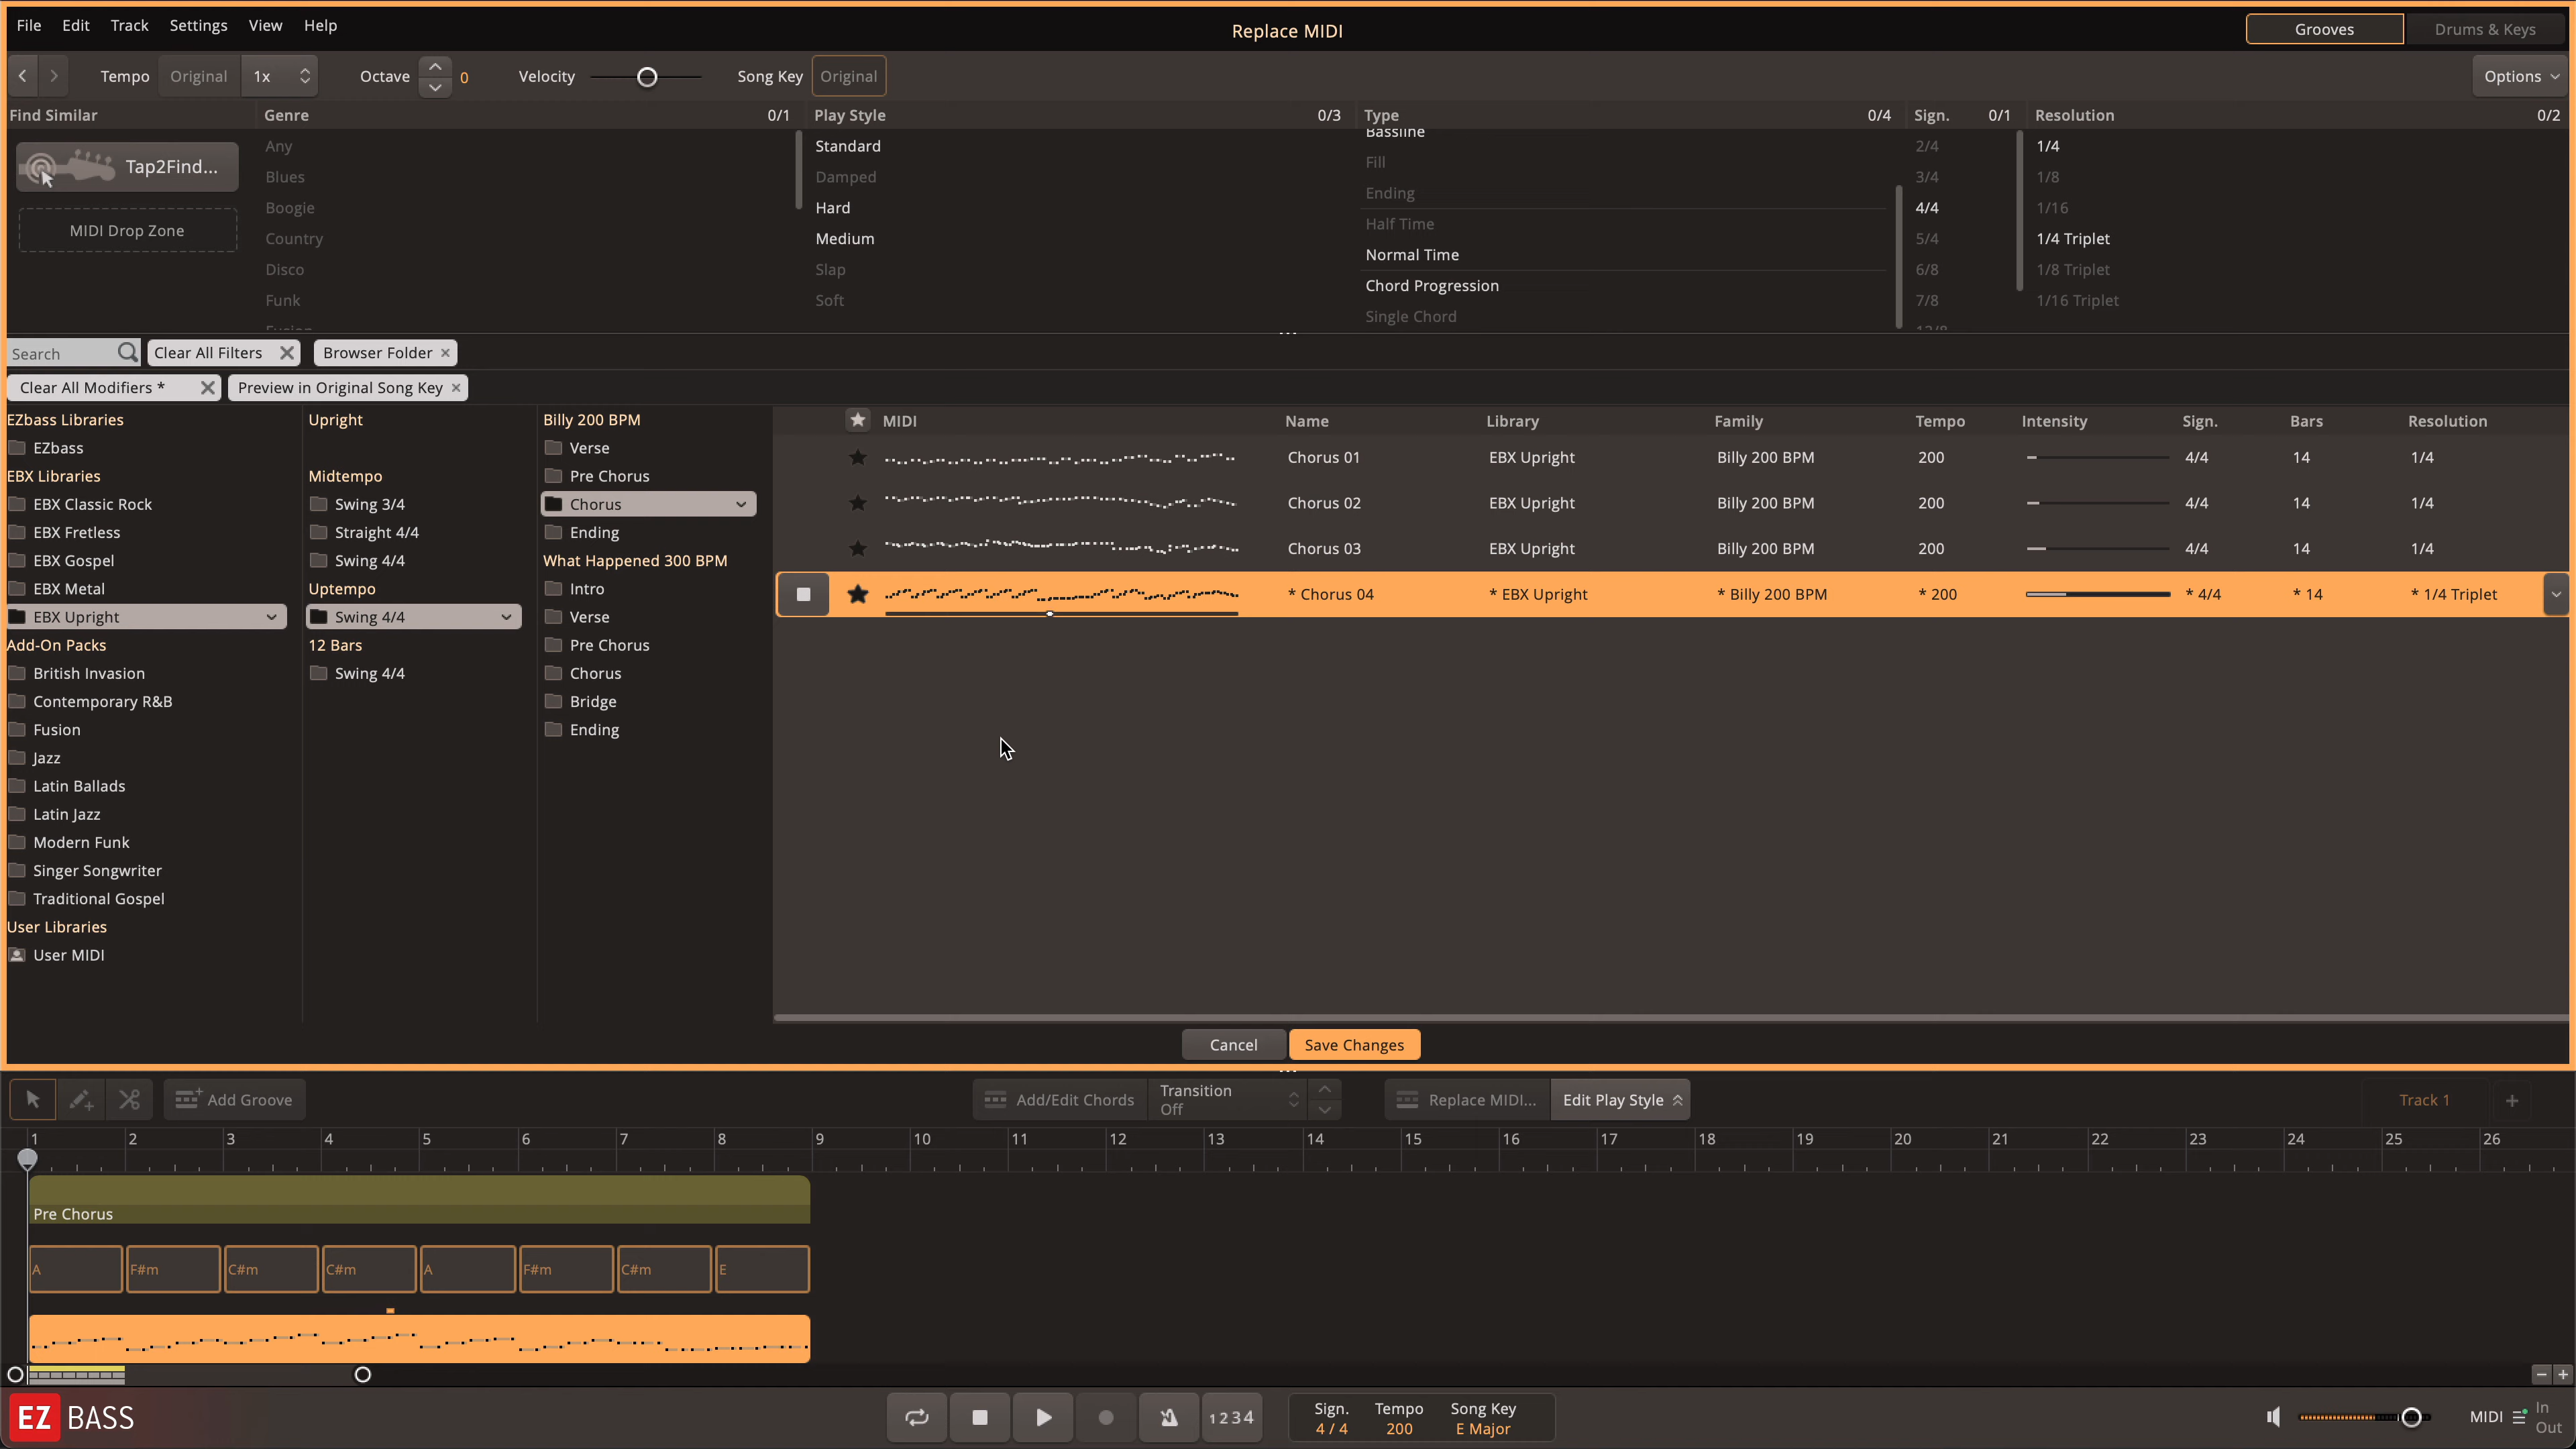 File Edit Track Settings View Help
Replace MIDI
Grooves Drums & Keys
Tempo Original 1x Octave 0 Velocity Song Key Original Options
Find Similar Genre 0/1 Play Style 0/3 Type 0/4 Sign. 0/1 Resolution 0/2
Tap2Find...
MIDI Drop Zone
Any
Blues
Boogie
Country
Disco
Funk
Fusion
Standard
Damped
Hard
Medium
Slap
Soft
Bassline
Fill
Ending
Half Time
Normal Time
Chord Progression
Single Chord
2/4
3/4
4/4
5/4
6/8
7/8
12/8
1/4
1/8
1/16
1/4 Triplet
1/8 Triplet
1/16 Triplet
Search Clear All Filters Browser Folder
Clear All Modifiers * Preview in Original Song Key
EZbass Libraries
EZbass
EBX Libraries
EBX Classic Rock
EBX Fretless
EBX Gospel
EBX Metal
EBX Upright
Add-On Packs
British Invasion
Contemporary R&B
Fusion
Jazz
Latin Ballads
Latin Jazz
Modern Funk
Singer Songwriter
Traditional Gospel
User Libraries
User MIDI
Upright
Midtempo
Swing 3/4
Straight 4/4
Swing 4/4
Uptempo
Swing 4/4
12 Bars
Swing 4/4
Billy 200 BPM
Verse
Pre Chorus
Chorus
Ending
What Happened 300 BPM
Intro
Verse
Pre Chorus
Chorus
Bridge
Ending
MIDI Name Library Family Tempo Intensity Sign. Bars Resolution
Chorus 01 EBX Upright Billy 200 BPM 200 4/4 14 1/4
Chorus 02 EBX Upright Billy 200 BPM 200 4/4 14 1/4
Chorus 03 EBX Upright Billy 200 BPM 200 4/4 14 1/4
* Chorus 04 * EBX Upright * Billy 200 BPM * 200 * 4/4 * 14 * 1/4 Triplet
Cancel Save Changes
Add Groove Add/Edit Chords Transition Off Replace MIDI... Edit Play Style Track 1 +
1 2 3 4 5 6 7 8 9 10 11 12 13 14 15 16 17 18 19 20 21 22 23 24 25 26
Pre Chorus
A F#m C#m C#m A F#m C#m E
EZ BASS
1 2 3 4
Sign. Tempo Song Key
4 / 4 200 E Major
MIDI In
Out